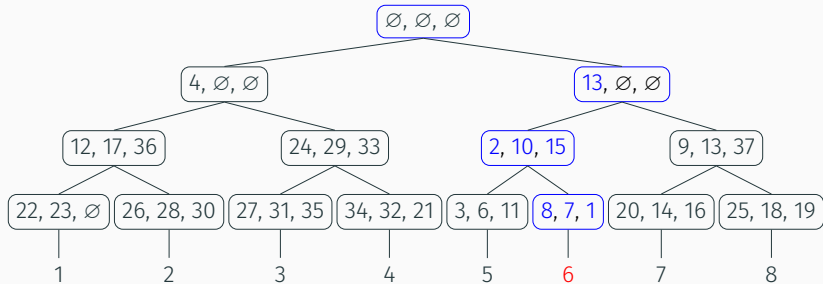 ∅, ∅, ∅
4, ∅, ∅ 13, ∅, ∅
12, 17, 36 24, 29, 33 2, 10, 15 9, 13, 37
22, 23, ∅ 26, 28, 30 27, 31, 35 34, 32, 21 3, 6, 11 8, 7, 1 20, 14, 16 25, 18, 19
1 2 3 4 5 6 7 8